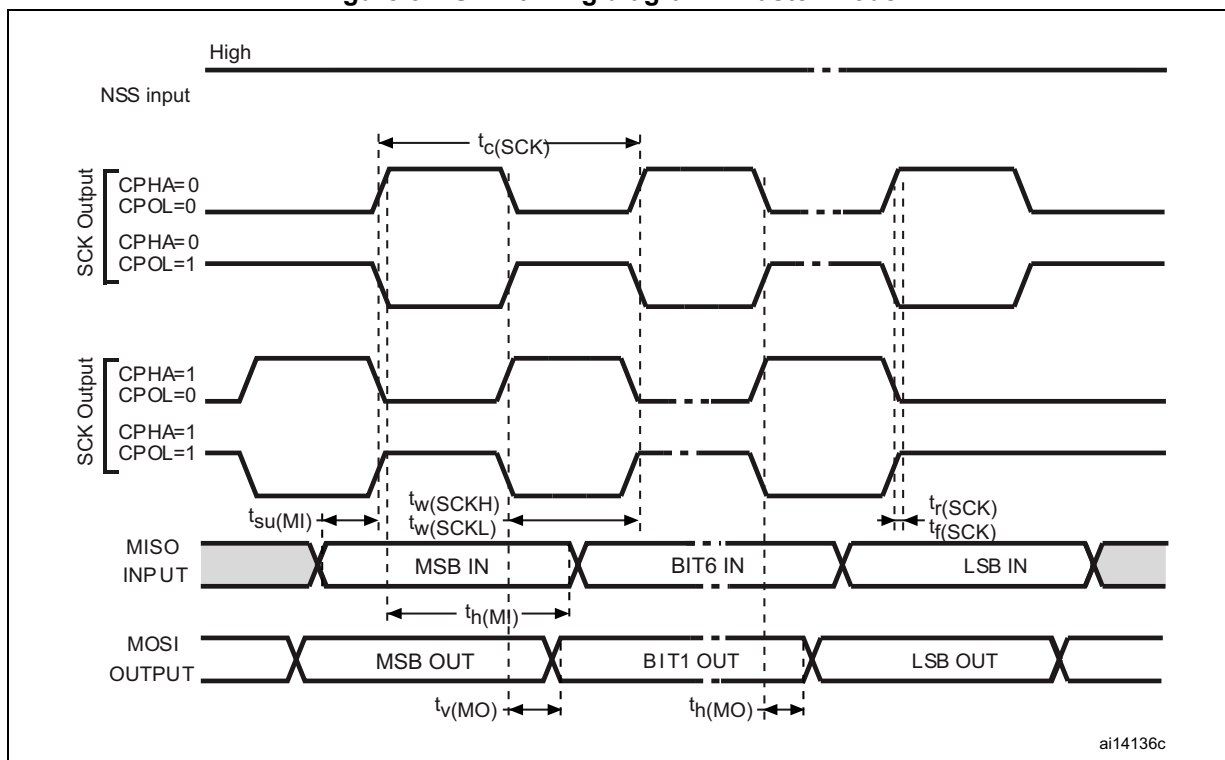 High
NSS input
tc(SCK)
SCK Output
CPHA=0
CPOL=0
CPHA=0
CPOL=1
SCK Output
CPHA=1
CPOL=0
CPHA=1
CPOL=1
tsu(MI)
tw(SCKH)
tw(SCKL)
tr(SCK)
tf(SCK)
MISO
INPUT
MSB IN
BIT6 IN
LSB IN
th(MI)
MOSI
OUTPUT
MSB OUT
BIT1 OUT
LSB OUT
tv(MO)
th(MO)
ai14136c